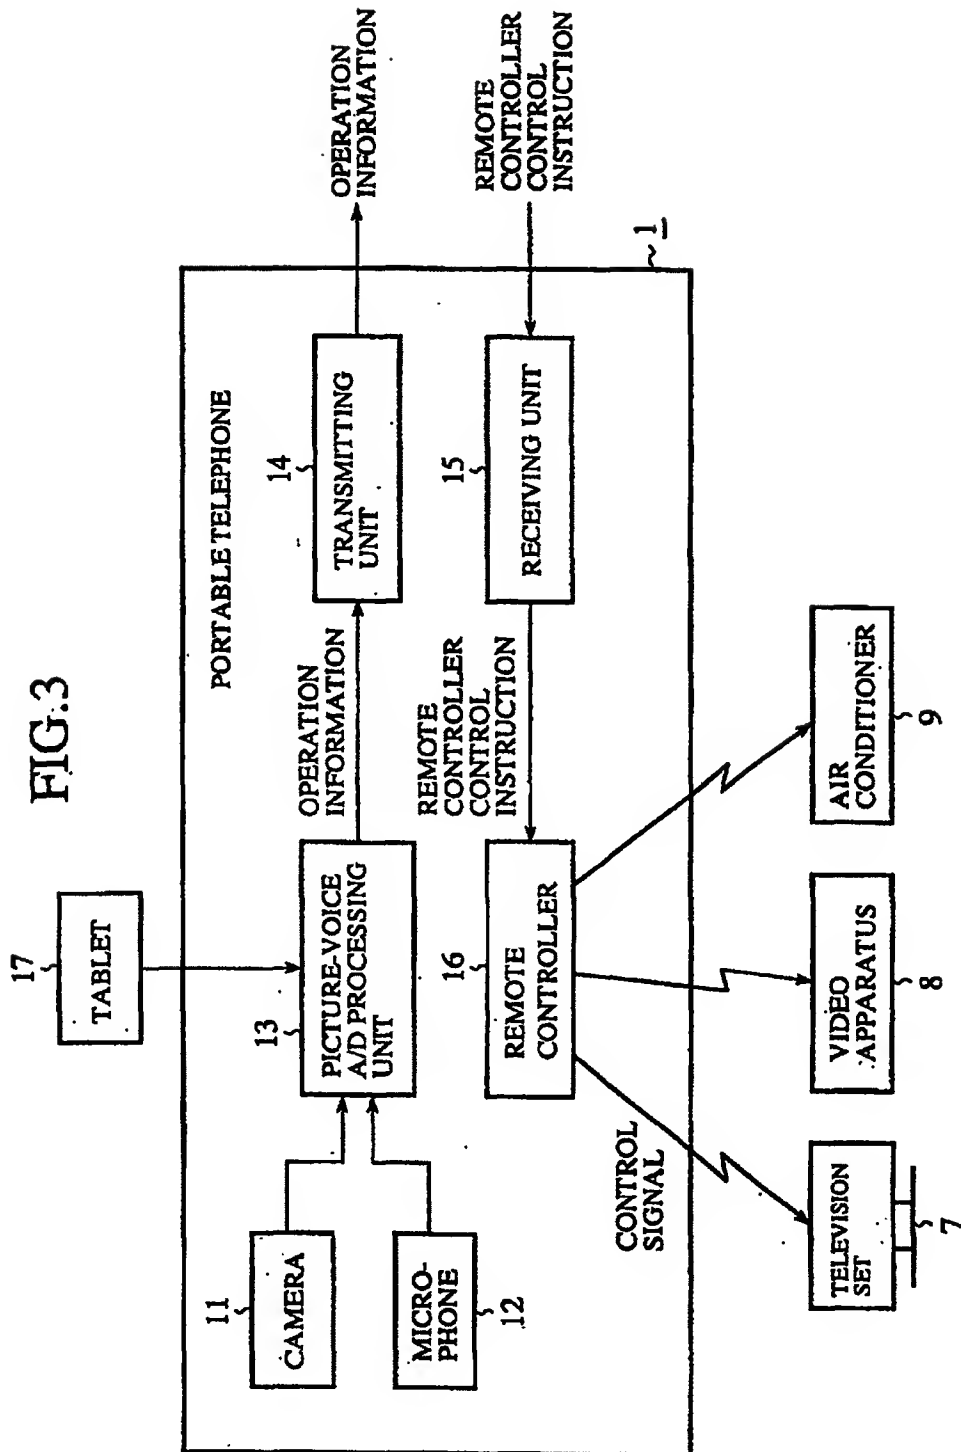 FIG.3
17
TABLET
PORTABLE TELEPHONE
11
CAMERA
MICRO-
PHONE
12
13
PICTURE-VOICE
A/D PROCESSING
UNIT
OPERATION
INFORMATION
14
TRANSMITTING
UNIT
OPERATION
INFORMATION
16
REMOTE
CONTROLLER
REMOTE
CONTROLLER
CONTROL
INSTRUCTION
15
RECEIVING UNIT
REMOTE
CONTROLLER
CONTROL
INSTRUCTION
1
CONTROL
SIGNAL
TELEVISION
SET
7
VIDEO
APPARATUS
8
AIR
CONDITIONER
9